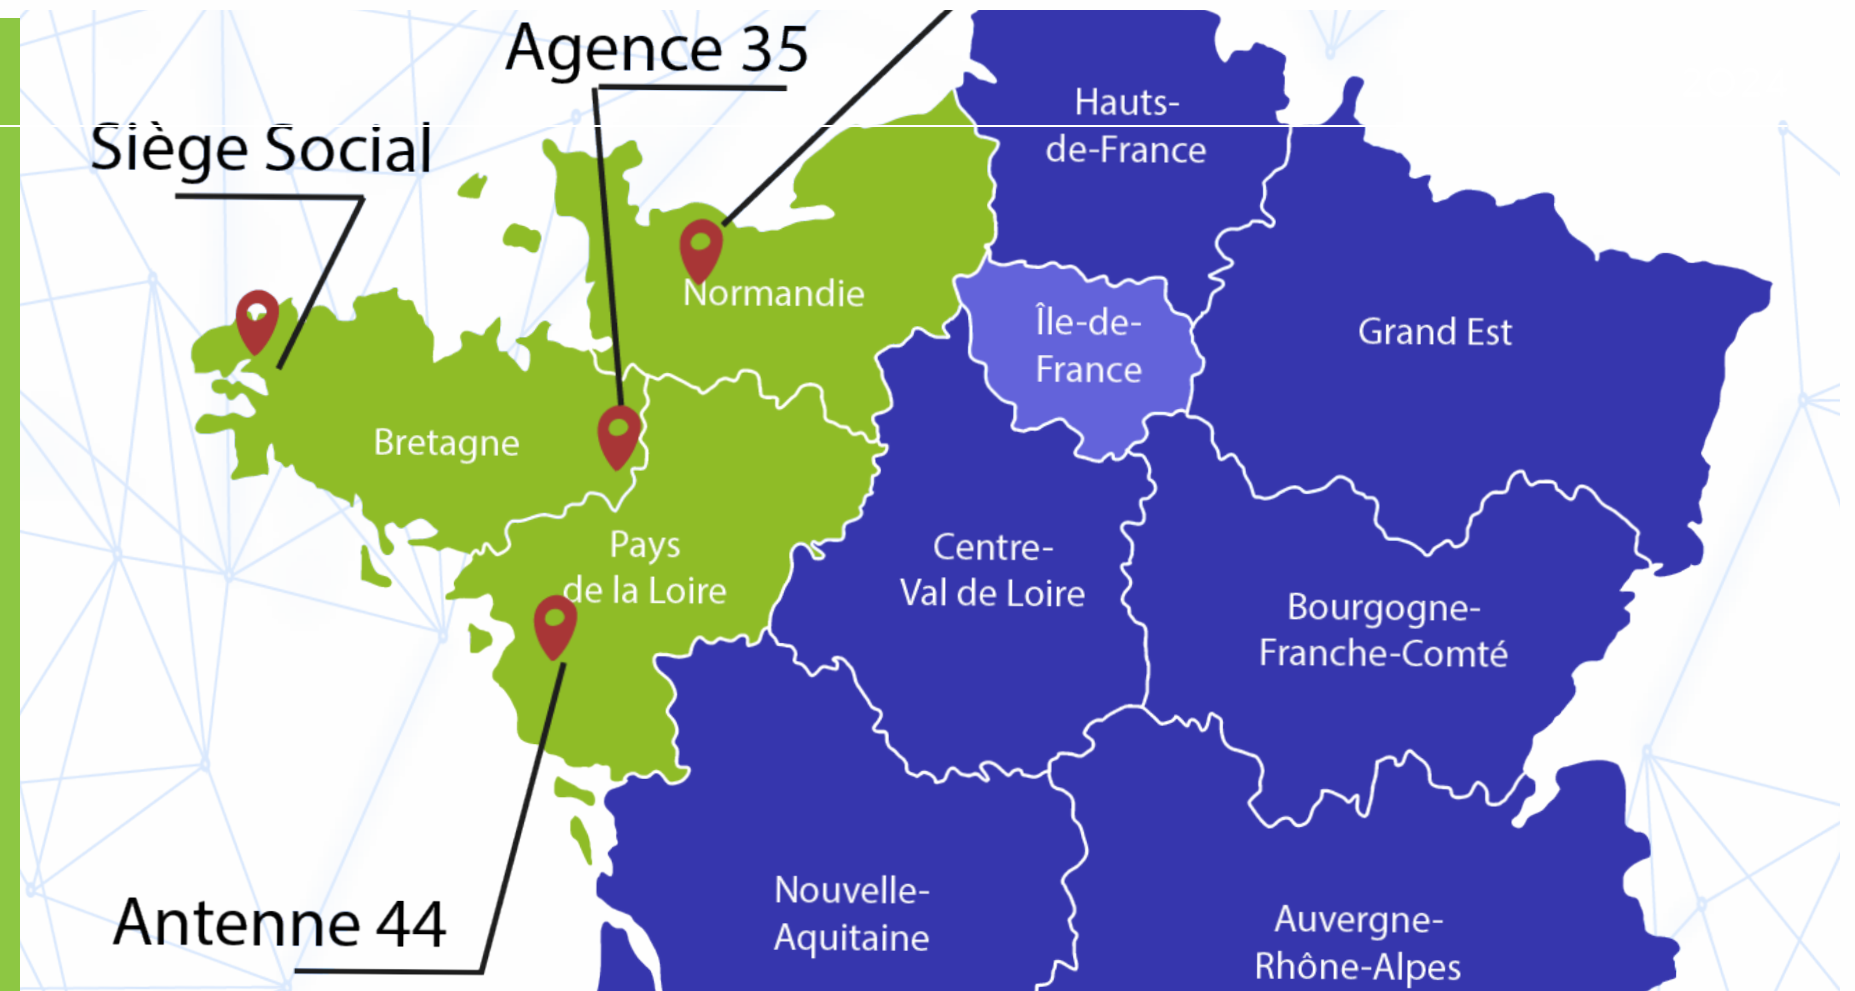 Agence 35
Siège Social
Hauts-
de-France
Normandie
Île-de-
France
Grand Est
Bretagne
Pays
de la Loire
Centre-
Val de Loire
Bourgogne-
Franche-Comté
Nouvelle-
Aquitaine
Antenne 44
Auvergne-
Rhône-Alpes